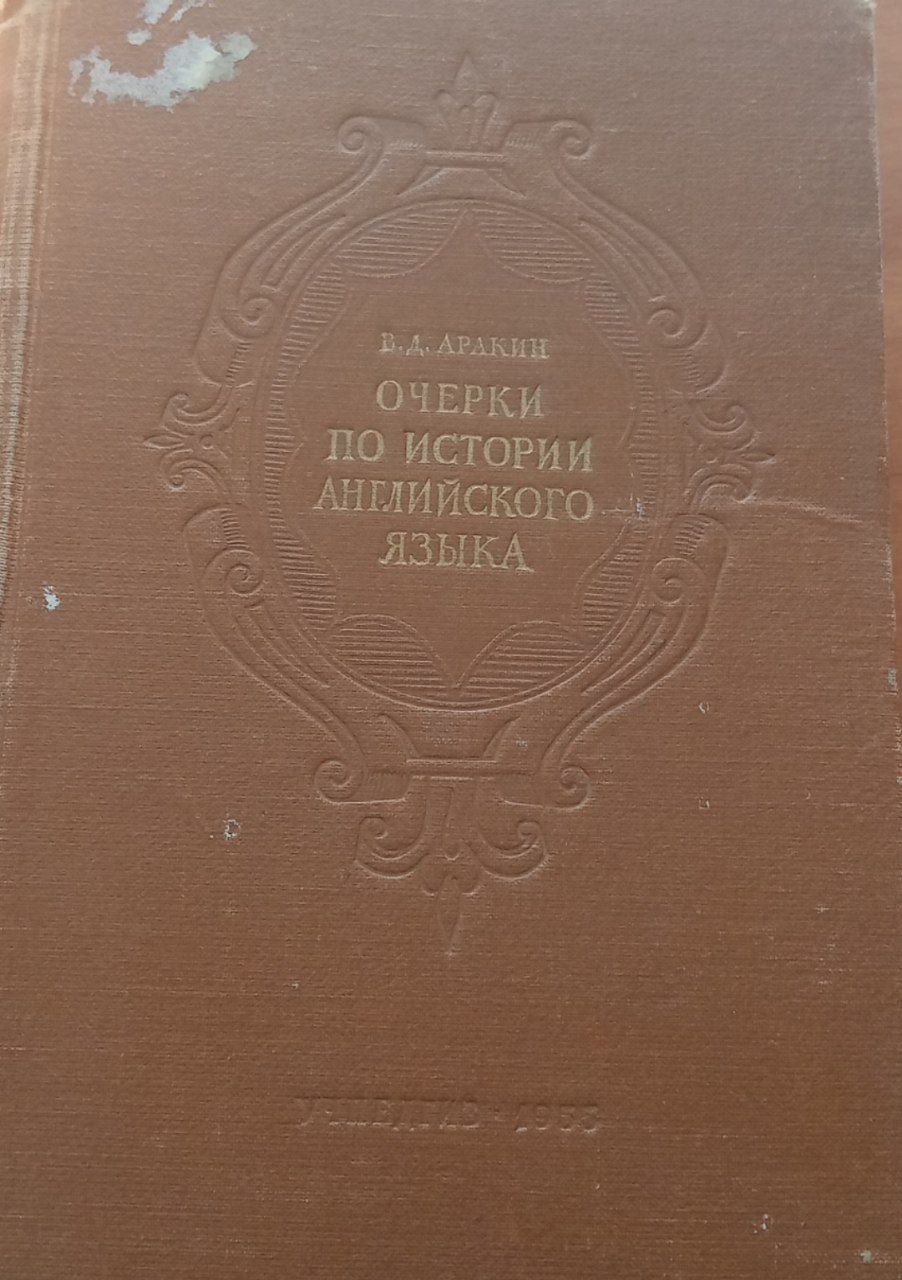 В.Д. АРАКИН
ОЧЕРКИ
ПО ИСТОРИИ
АНГЛИЙСКОГО
ЯЗЫКА
УЧПЕДГИЗ · 1955